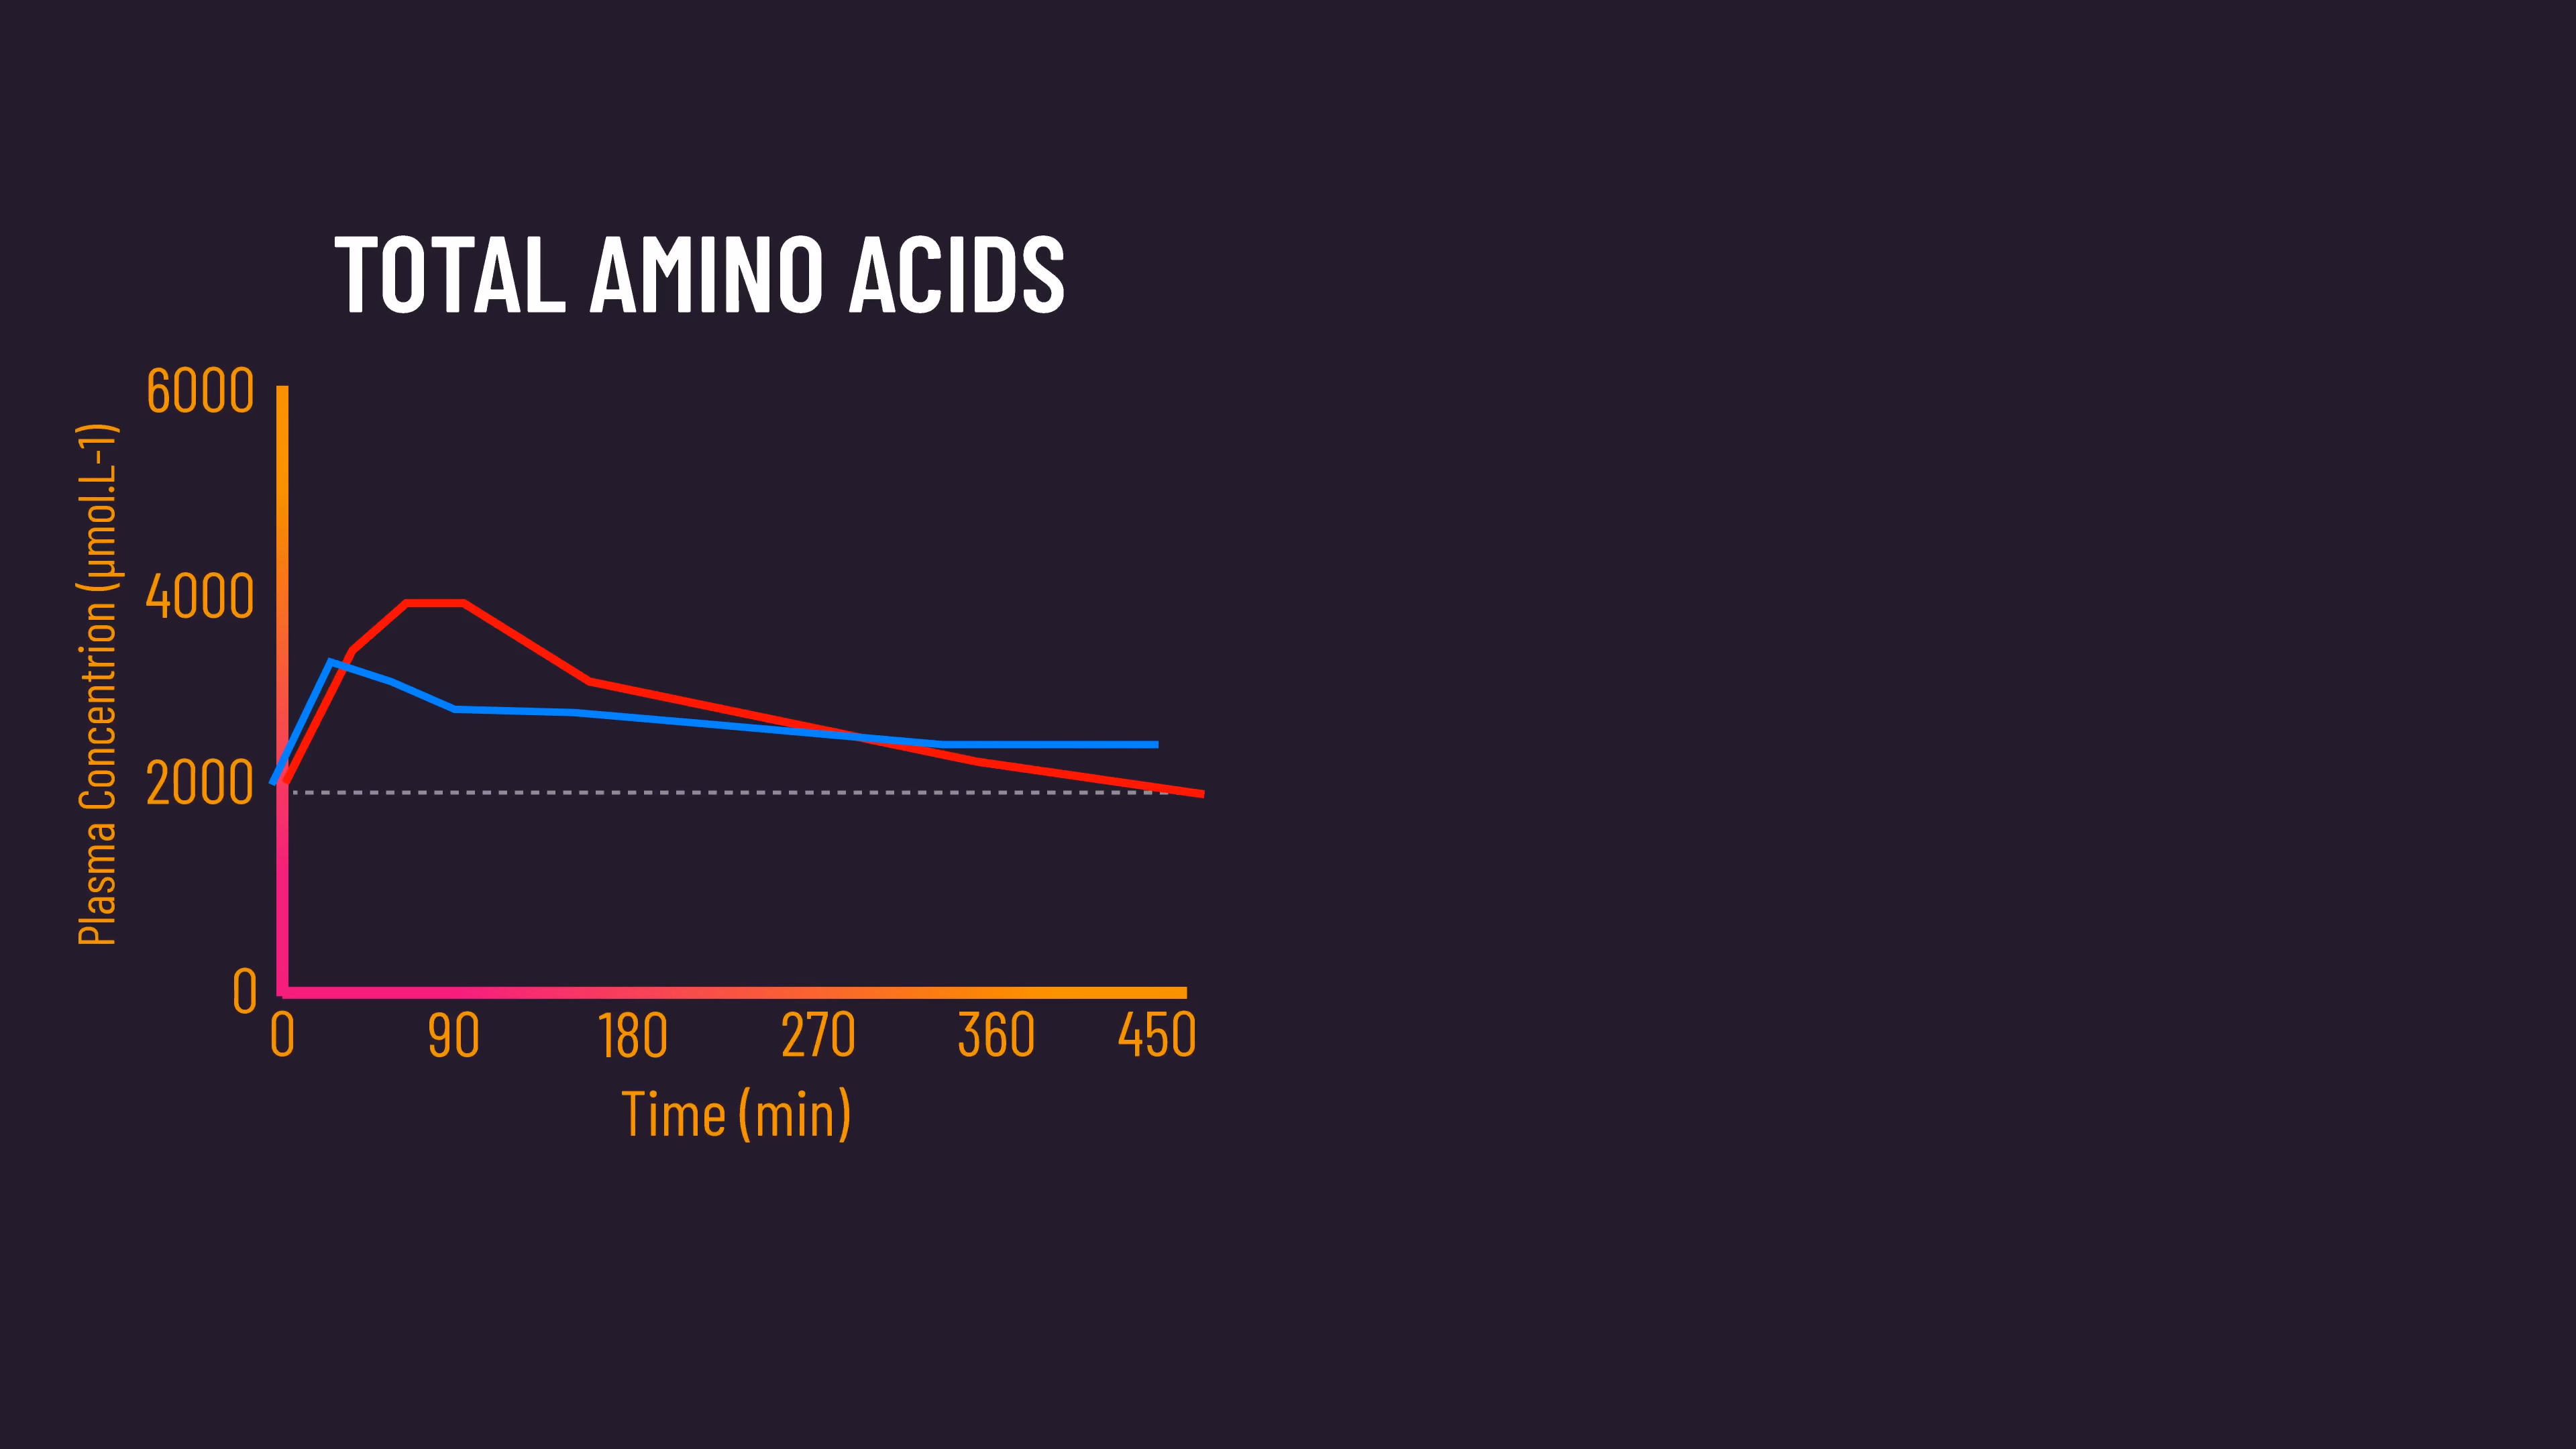 TOTAL AMINO ACIDS
6000
4000
2000
0
Plasma Concentrion (µmol.L-1)
0 90 180 270 360 450
Time (min)